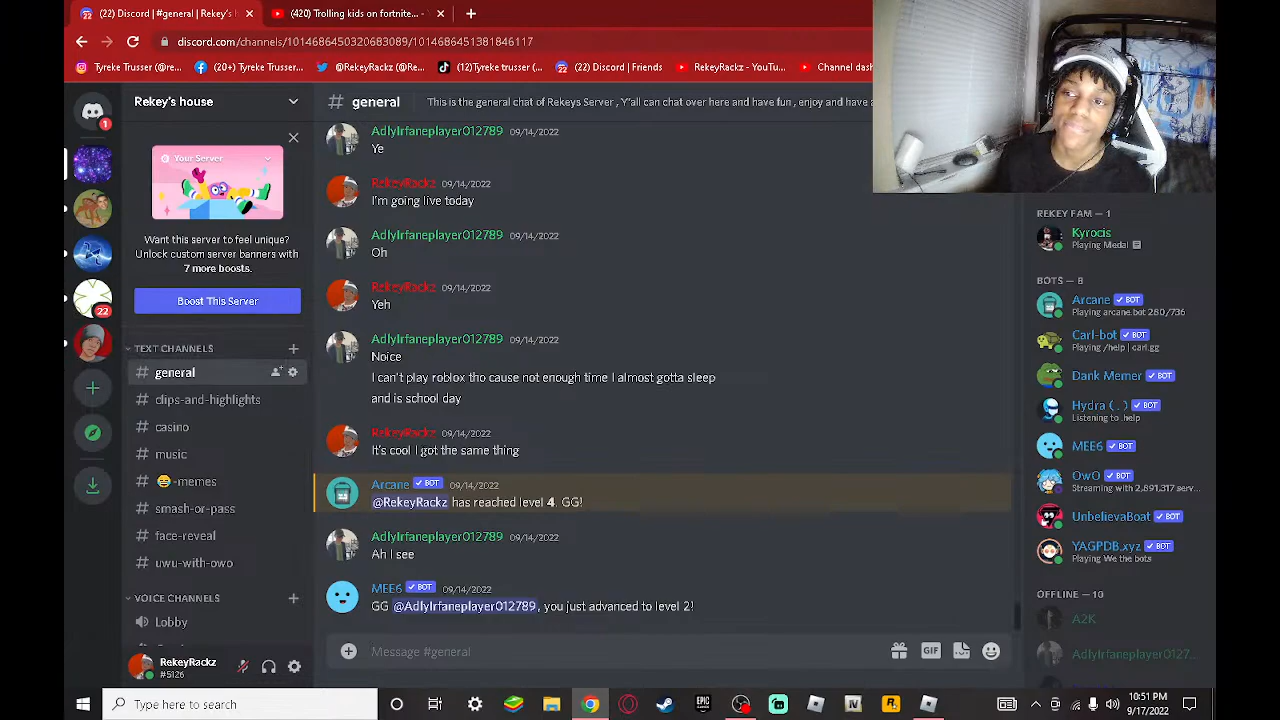 (22) Discord | #general | Rekey's
(420) Trolling kids on fortnite... -
discord.com/channels/1014686450320683089/1014686451381846117
Tyreke Trusser (@re...
(20+) Tyreke Trusser...
@RekeyRackz (@Re...
(12)Tyreke trusser (...
(22) Discord | Friends
RekeyRackz - YouTu...
Channel dash
Rekey's house
general
This is the general chat of Rekeys Server , Y'all can chat over here and have fun , enjoy and have a
Your Server
Want this server to feel unique?
Unlock custom server banners with
7 more boosts.
Boost This Server
TEXT CHANNELS
general
clips-and-highlights
casino
music
😂-memes
smash-or-pass
face-reveal
uwu-with-owo
VOICE CHANNELS
Lobby
RekeyRackz
#5126
AdlyIrfaneplayer012789 09/14/2022
Ye
RekeyRackz 09/14/2022
I'm going live today
AdlyIrfaneplayer012789 09/14/2022
Oh
RekeyRackz 09/14/2022
Yeh
AdlyIrfaneplayer012789 09/14/2022
Noice
I can't play roblox tho cause not enough time I almost gotta sleep
and is school day
RekeyRackz 09/14/2022
It's cool I got the same thing
Arcane BOT 09/14/2022
@RekeyRackz has reached level 4. GG!
AdlyIrfaneplayer012789 09/14/2022
Ah I see
MEE6 BOT 09/14/2022
GG @AdlyIrfaneplayer012789, you just advanced to level 2!
Message #general
GIF
REKEY FAM — 1
Kyrocis
Playing Medal
BOTS — 8
Arcane BOT
Playing arcane.bot 280/736
Carl-bot BOT
Playing /help | carl.gg
Dank Memer BOT
Hydra (.,) BOT
Listening to .help
MEE6 BOT
OwO BOT
Streaming with 2,891,317 serv...
UnbelievaBoat BOT
YAGPDB.xyz BOT
Playing We the bots
OFFLINE — 10
A2K
AdlyIrfaneplayer0127...
Type here to search
EPIC
GAMES
IV
R
10:51 PM
9/17/2022